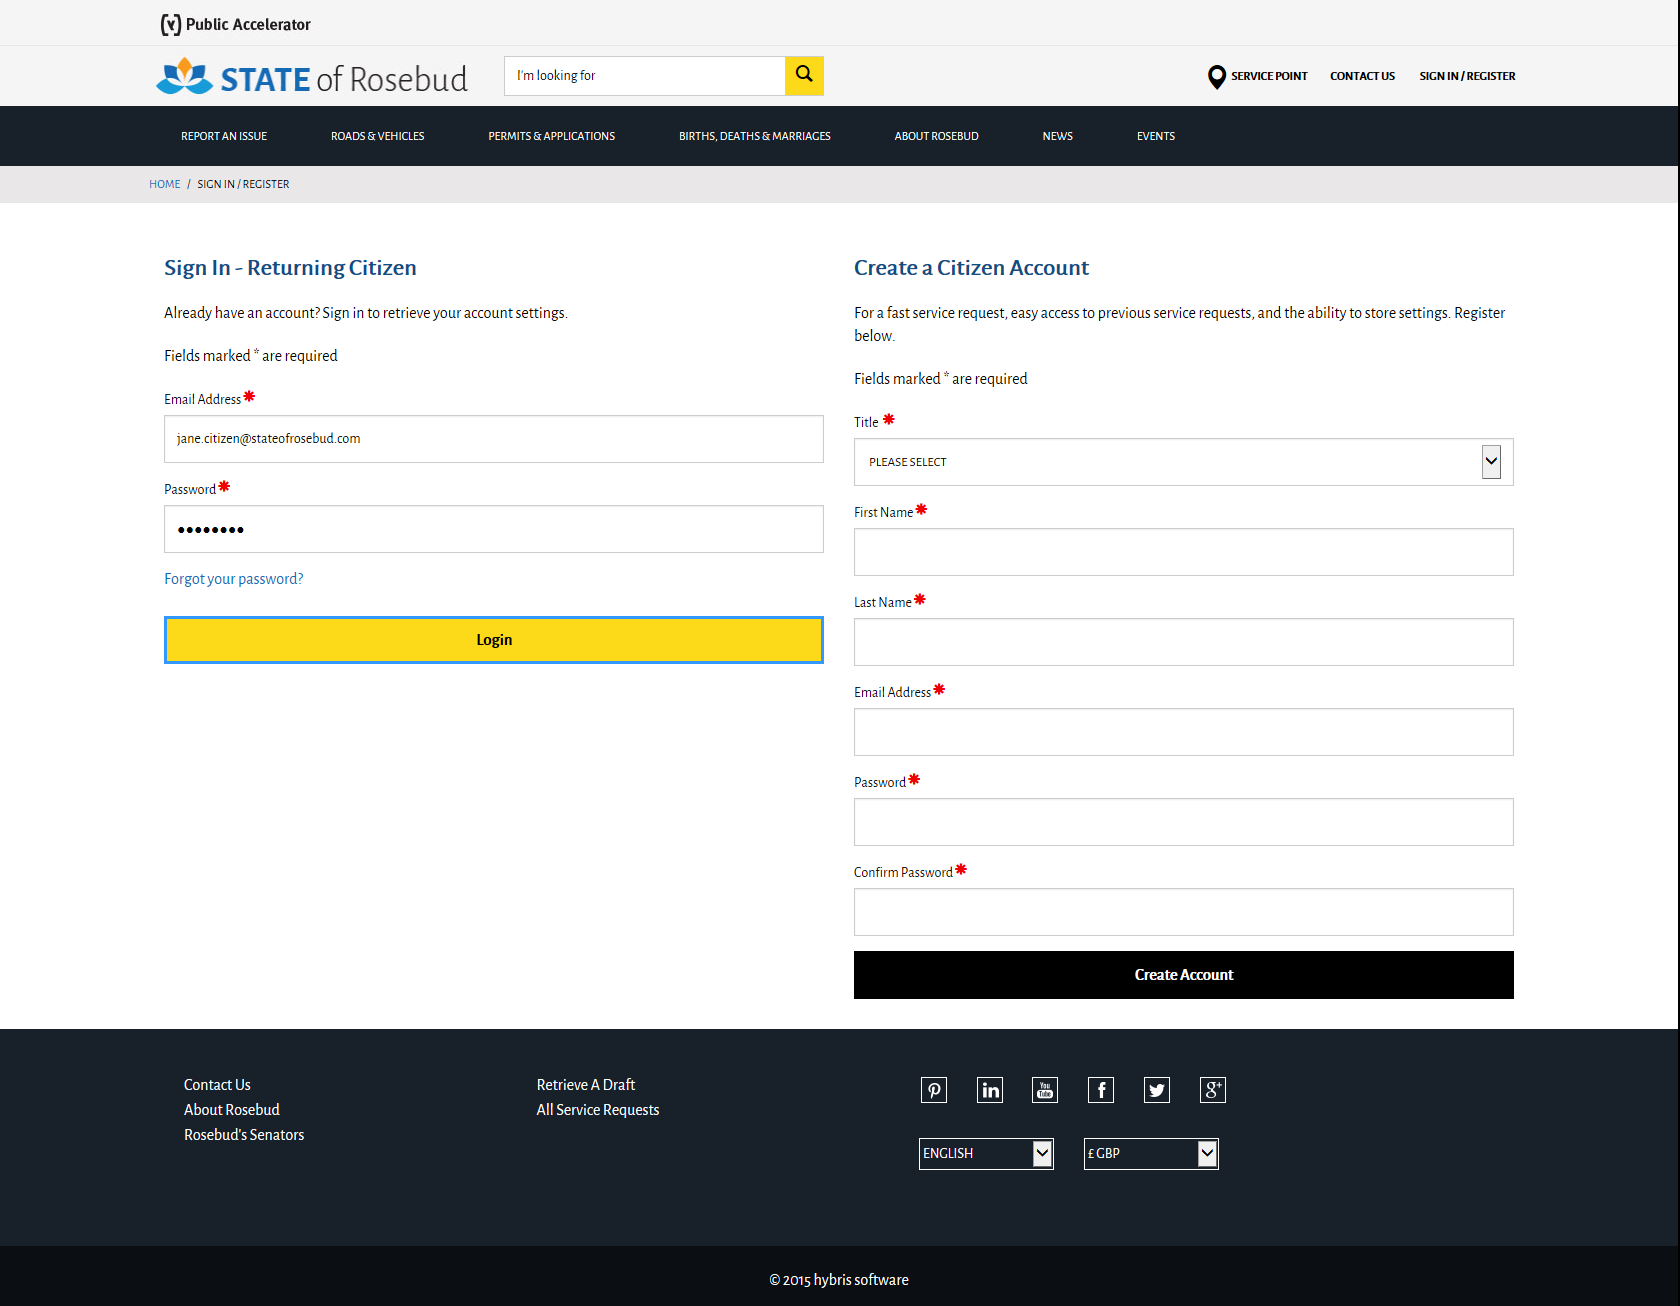 Public Accelerator
STATE of Rosebud
I'm looking for
SERVICE POINT
CONTACT US
SIGN IN / REGISTER
REPORT AN ISSUE
ROADS & VEHICLES
PERMITS & APPLICATIONS
BIRTHS, DEATHS & MARRIAGES
ABOUT ROSEBUD
NEWS
EVENTS
HOME / SIGN IN / REGISTER
Sign In - Returning Citizen
Already have an account? Sign in to retrieve your account settings.
Fields marked * are required
Email Address *
jane.citizen@stateofrosebud.com
Password *
••••••••
Forgot your password?
Login
Create a Citizen Account
For a fast service request, easy access to previous service requests, and the ability to store settings. Register
below.
Fields marked * are required
Title *
PLEASE SELECT
First Name *
Last Name *
Email Address *
Password *
Confirm Password *
Create Account
Contact Us
About Rosebud
Rosebud's Senators
Retrieve A Draft
All Service Requests
in
You
Tube
f
g+
ENGLISH
£ GBP
© 2015 hybris software